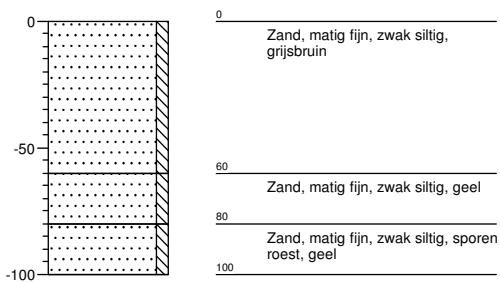 0
-50
-100
0
Zand, matig fijn, zwak siltig,
grijsbruin
60
Zand, matig fijn, zwak siltig, geel
80
Zand, matig fijn, zwak siltig, sporen
roest, geel
100